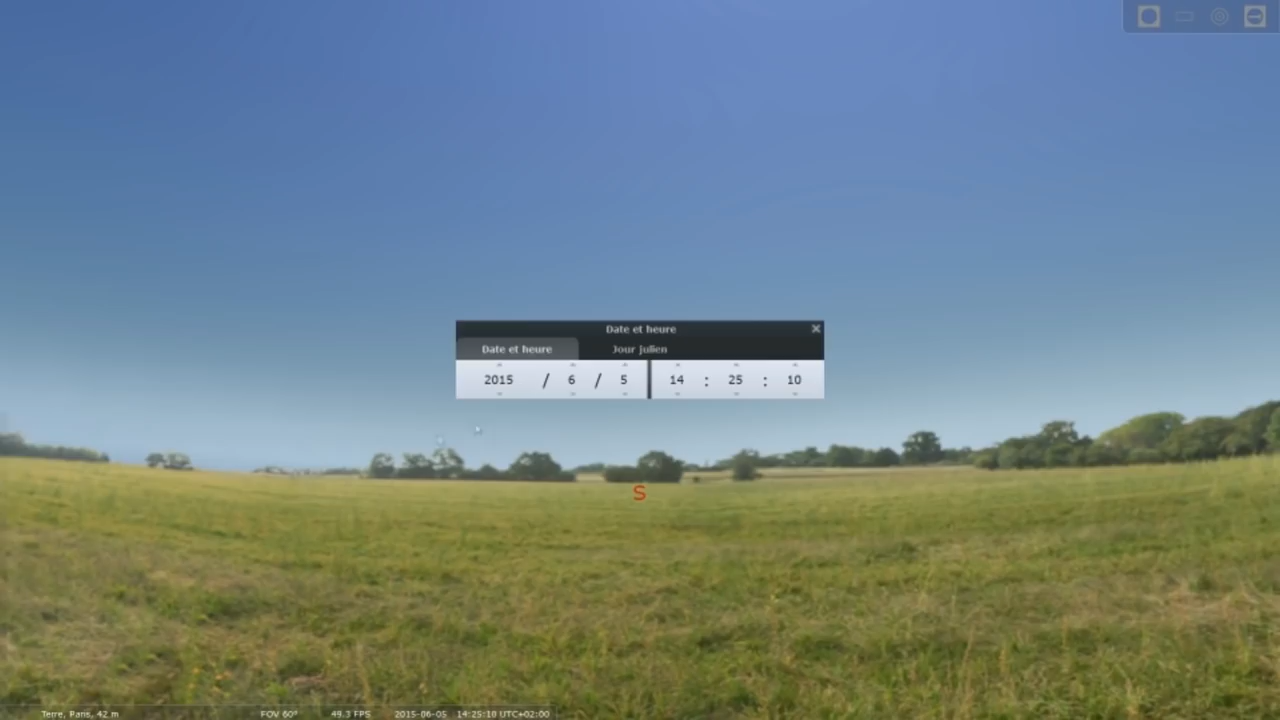 Date et heure
Date et heure Jour julien
2015 / 6 / 5 14 : 25 : 10
S
Terre, Paris, 42 m FOV 60° 49.3 FPS 2015-06-05 14:25:10 UTC+02:00